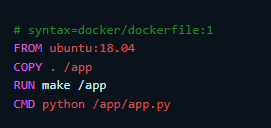 # syntax=docker/dockerfile:1
FROM ubuntu:18.04
COPY . /app
RUN make /app
CMD python /app/app.py